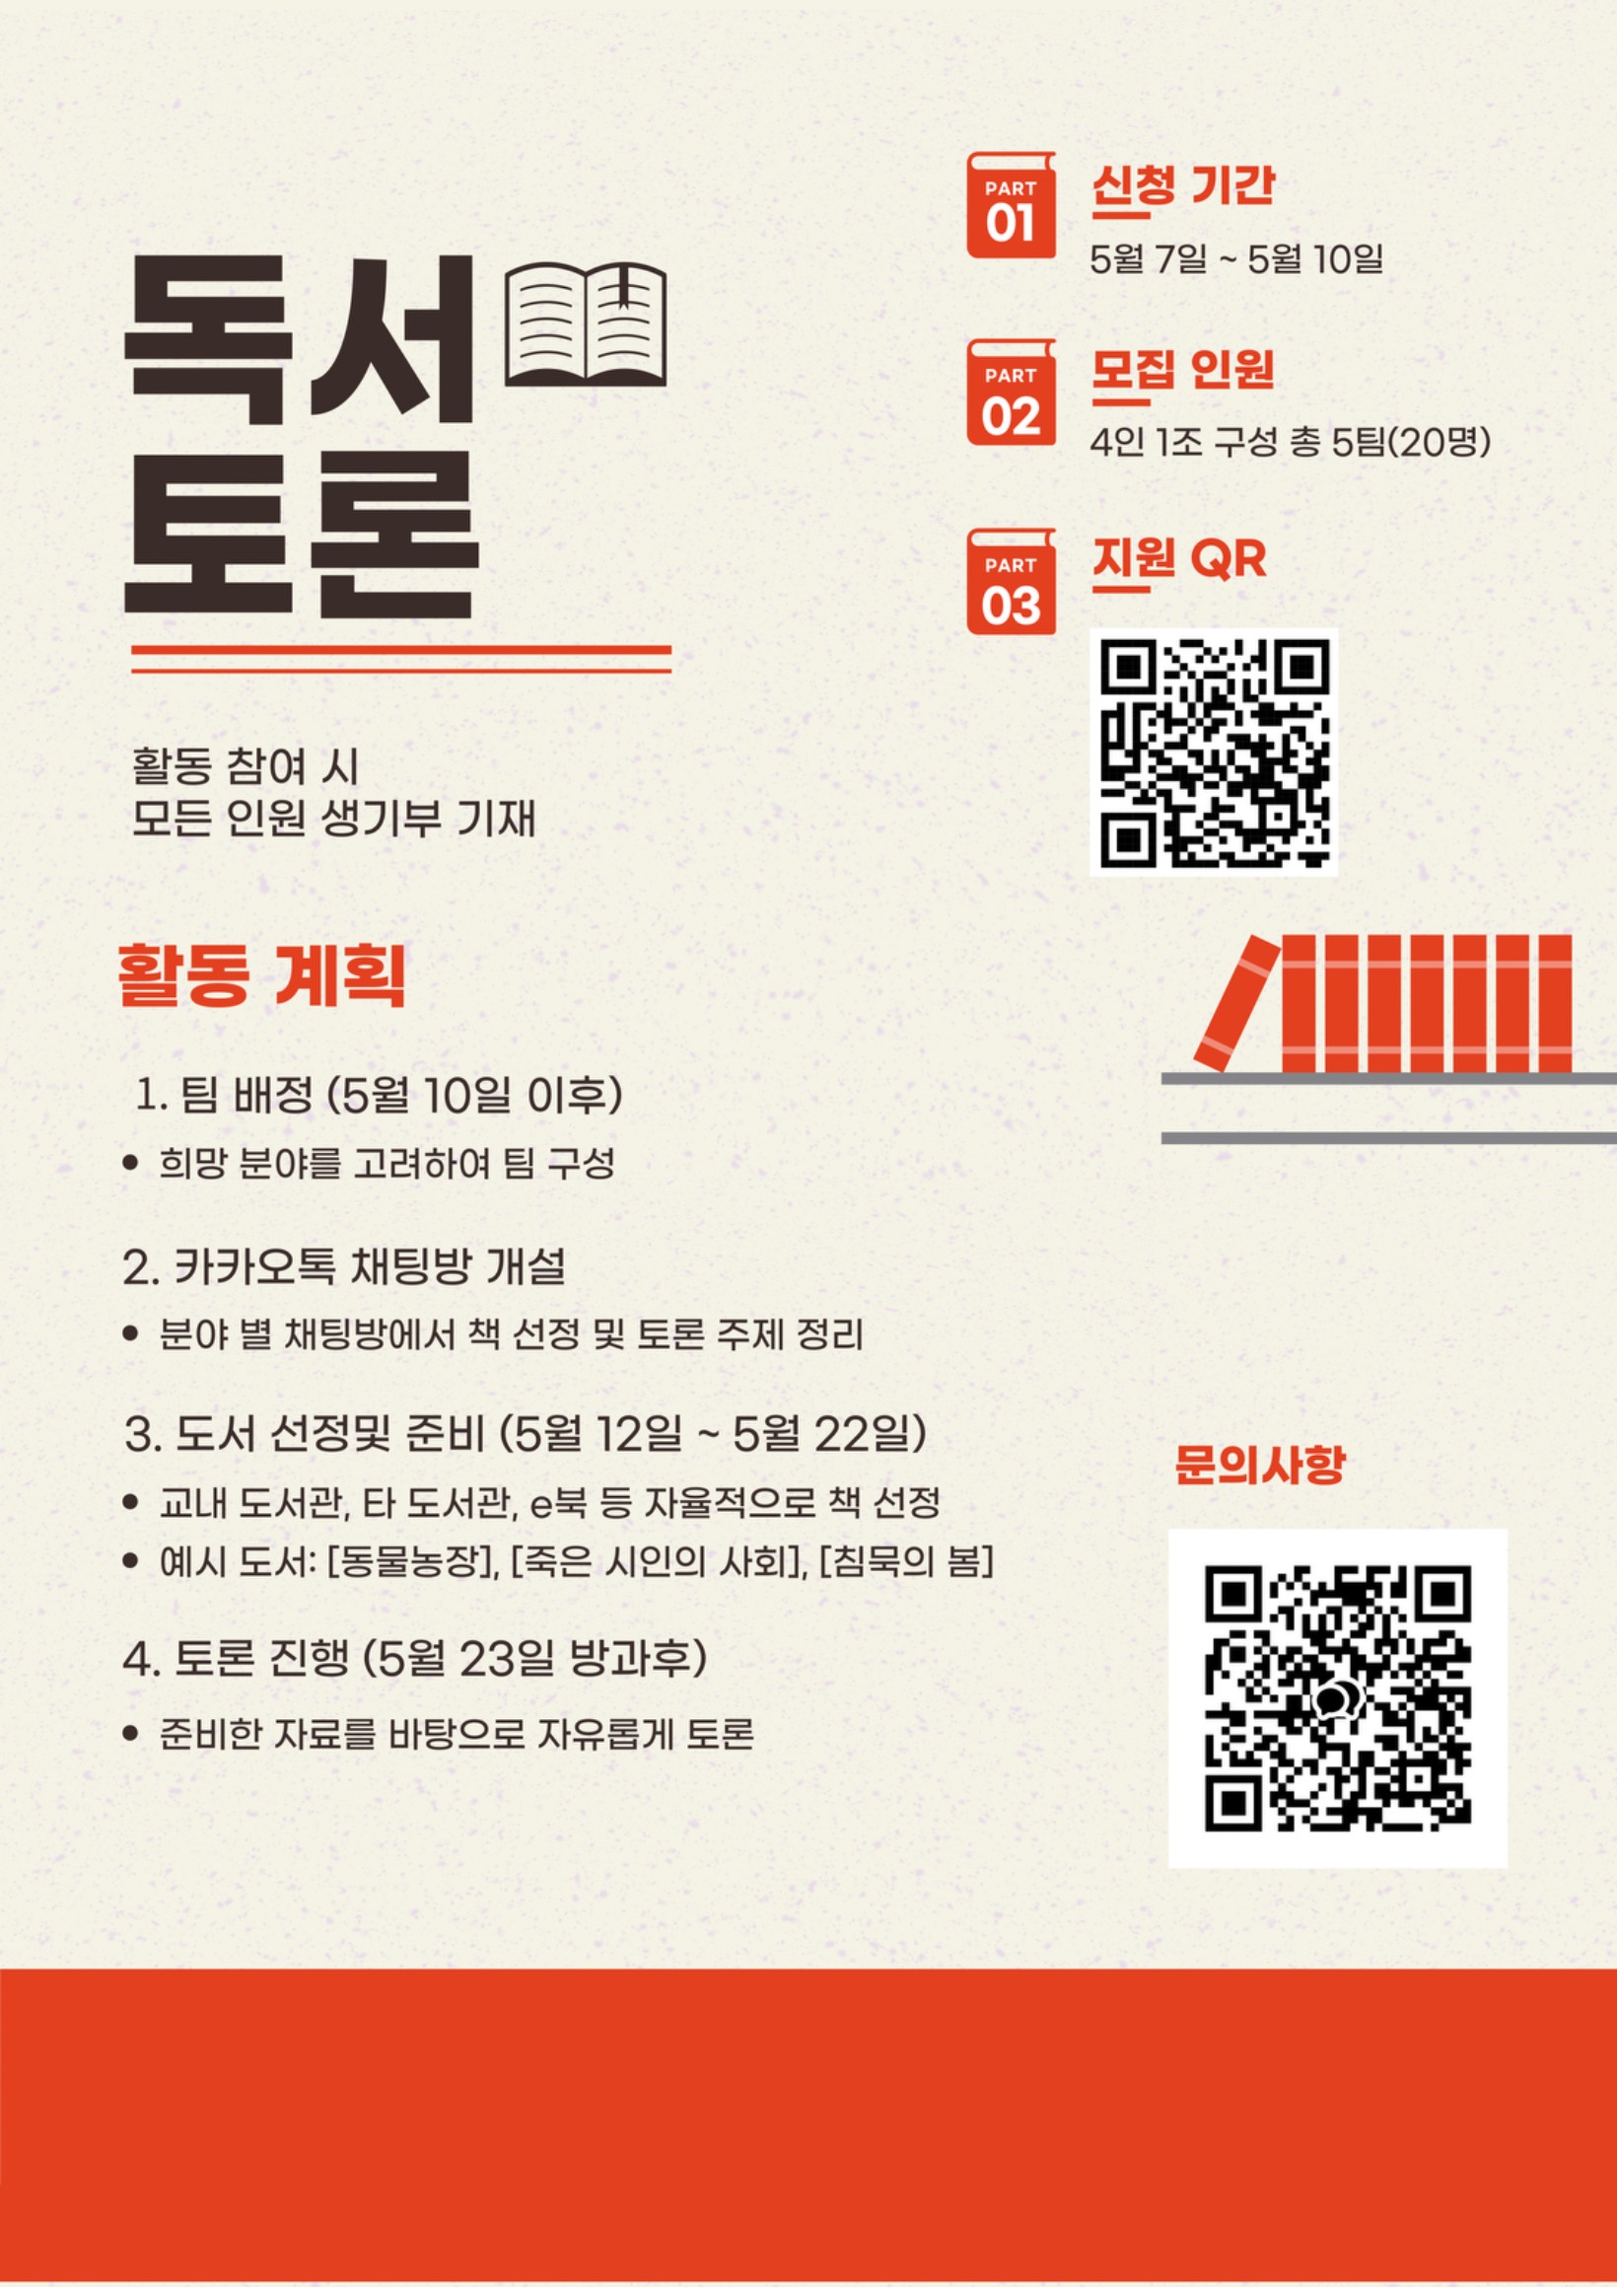 독서
토론
활동 참여 시
모든 인원 생기부 기재
PART
01
신청 기간
5월 7일 ~ 5월 10일
PART
02
모집 인원
4인 1조 구성 총 5팀(20명)
PART
03
지원 QR
활동 계획
1. 팀 배정 (5월 10일 이후)
• 희망 분야를 고려하여 팀 구성
2. 카카오톡 채팅방 개설
• 분야 별 채팅방에서 책 선정 및 토론 주제 정리
3. 도서 선정및 준비 (5월 12일 ~ 5월 22일)
• 교내 도서관, 타 도서관, e북 등 자율적으로 책 선정
• 예시 도서: [동물농장], [죽은 시인의 사회], [침묵의 봄]
4. 토론 진행 (5월 23일 방과후)
• 준비한 자료를 바탕으로 자유롭게 토론
문의사항